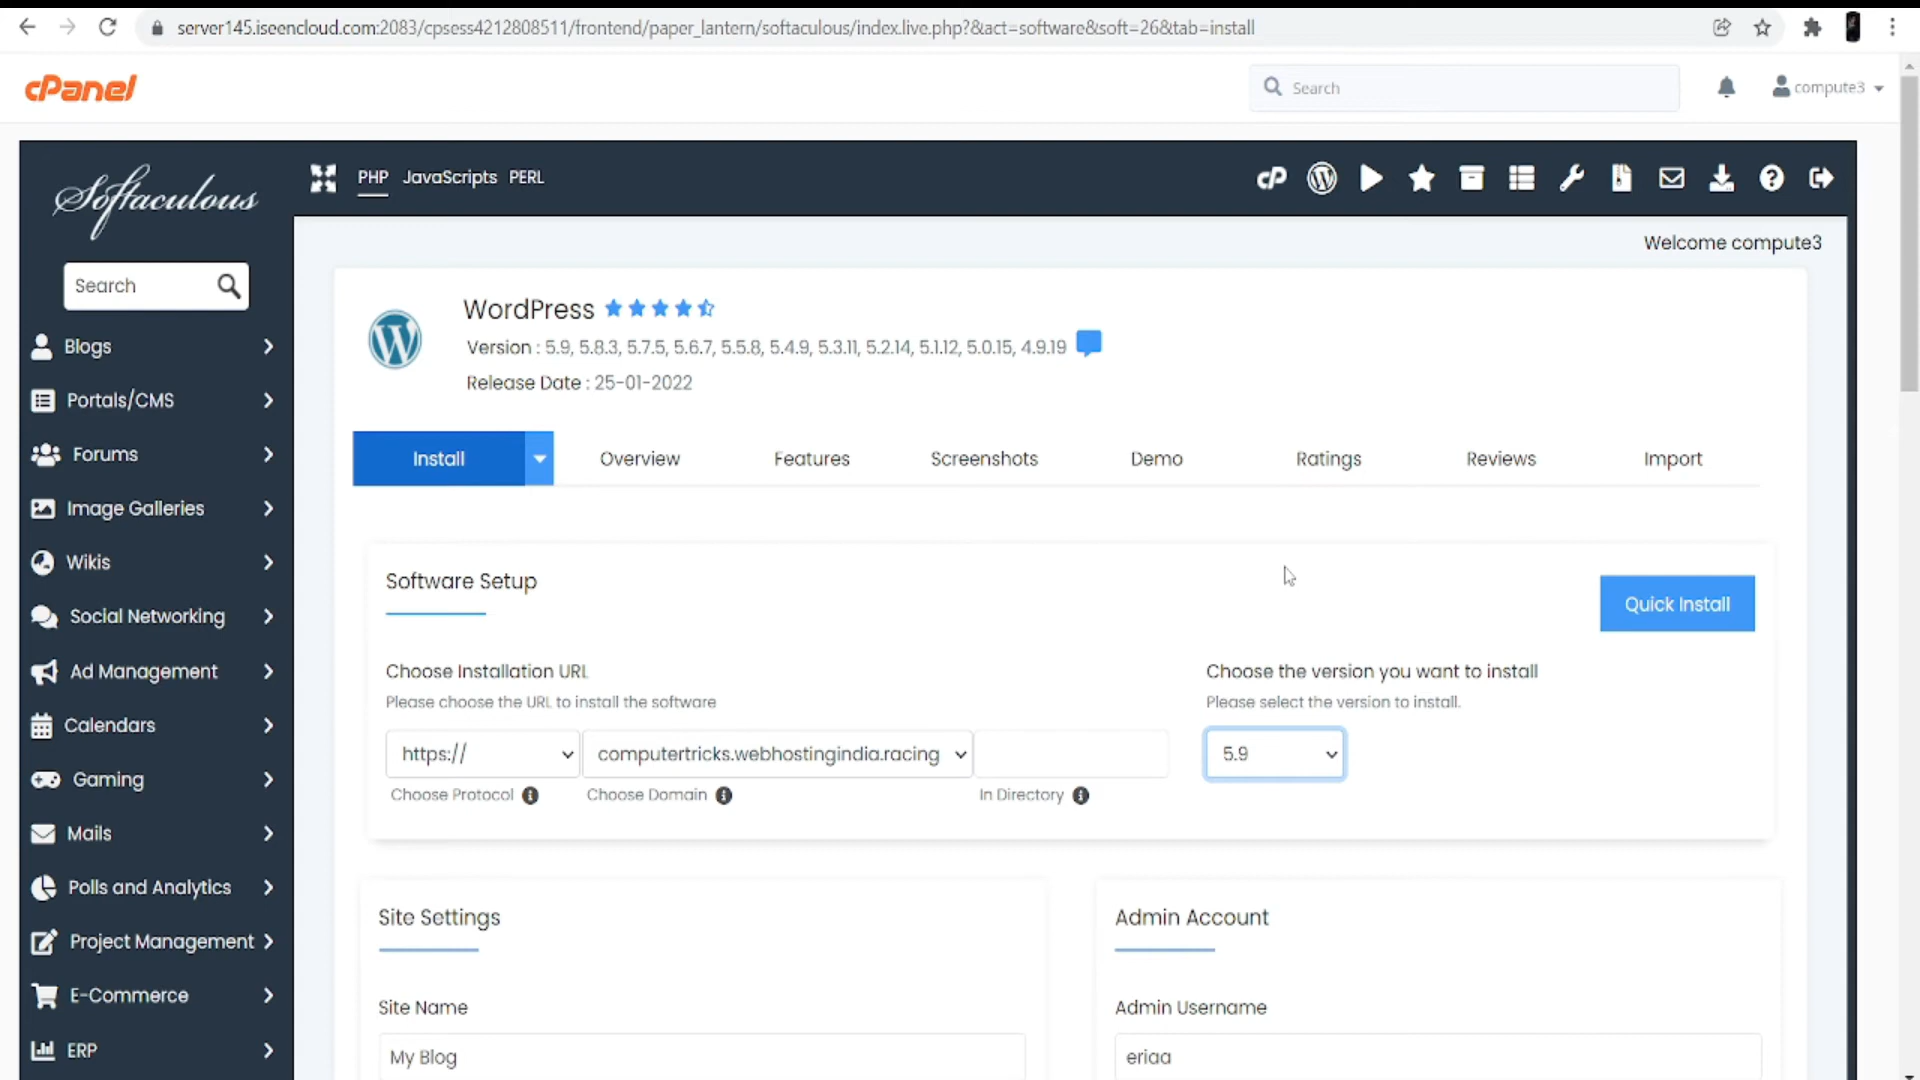 server145.iseencloud.com:2083/cpsess4212808511/frontend/paper_lantern/softaculous/index.live.php?&act=software&soft=26&tab=install
cPanel
Search
compute3
Softaculous
PHP JavaScripts PERL
cP
Welcome compute3
Search
Blogs
Portals/CMS
Forums
Image Galleries
Wikis
Social Networking
Ad Management
Calendars
Gaming
Mails
Polls and Analytics
Project Management
E-Commerce
ERP
WordPress
Version : 5.9, 5.8.3, 5.7.5, 5.6.7, 5.5.8, 5.4.9, 5.3.11, 5.2.14, 5.1.12, 5.0.15, 4.9.19
Release Date : 25-01-2022
Install Overview Features Screenshots Demo Ratings Reviews Import
Software Setup
Quick Install
Choose Installation URL
Please choose the URL to install the software
https:// computertricks.webhostingindia.racing
Choose Protocol Choose Domain In Directory
Choose the version you want to install
Please select the version to install.
5.9
Site Settings
Site Name
My Blog
Admin Account
Admin Username
eriaa